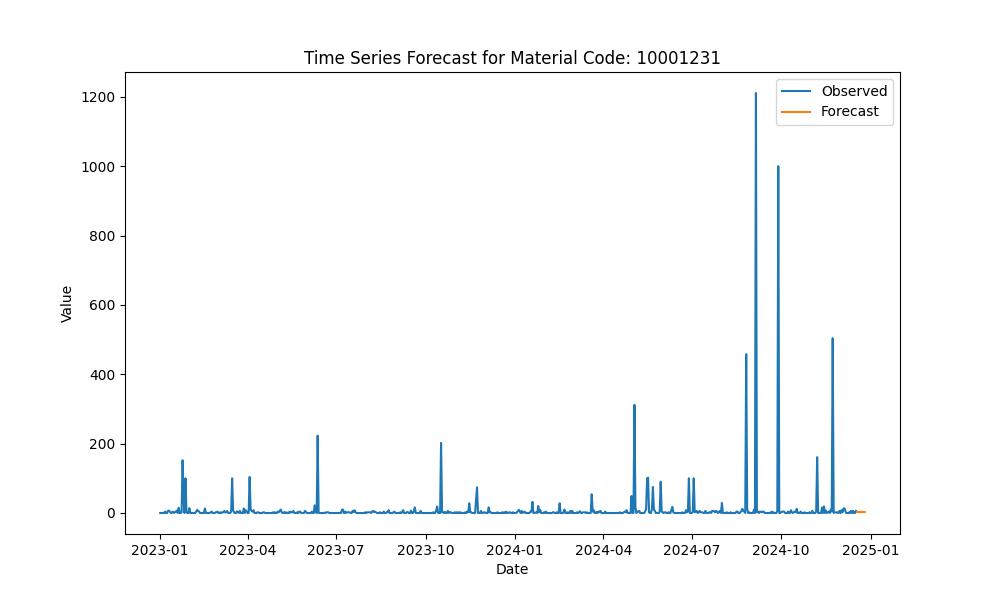 Time Series Forecast for Material Code: 10001231
Observed
Forecast
Value
1200
1000
800
600
400
200
0
2023-01 2023-04 2023-07 2023-10 2024-01 2024-04 2024-07 2024-10 2025-01
Date